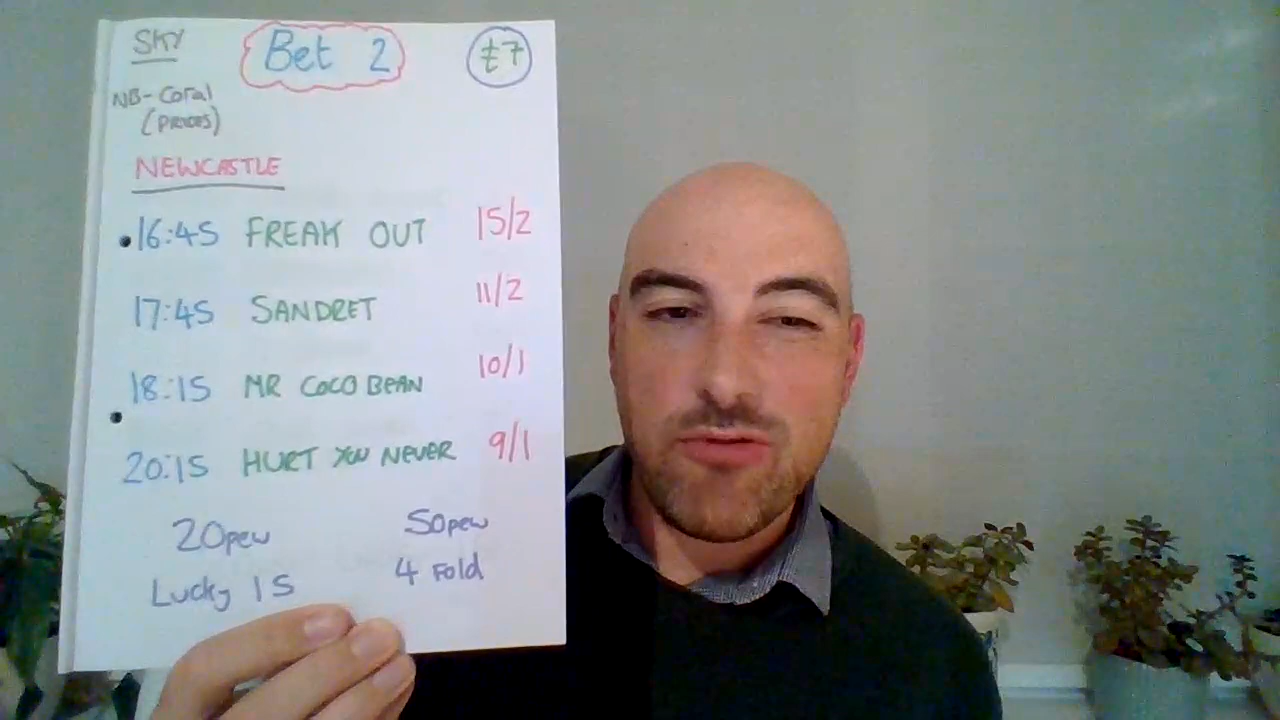 SKY Bet 2 £7
NB-Coral
(PRICES)
NEWCASTLE
16:45 FREAK OUT 15/2
17:45 SANDRET 11/2
18:15 MR COCO BEAN 10/1
20:15 HURT YOU NEVER 9/1
20pew 50pew
Lucky 15 4 Fold